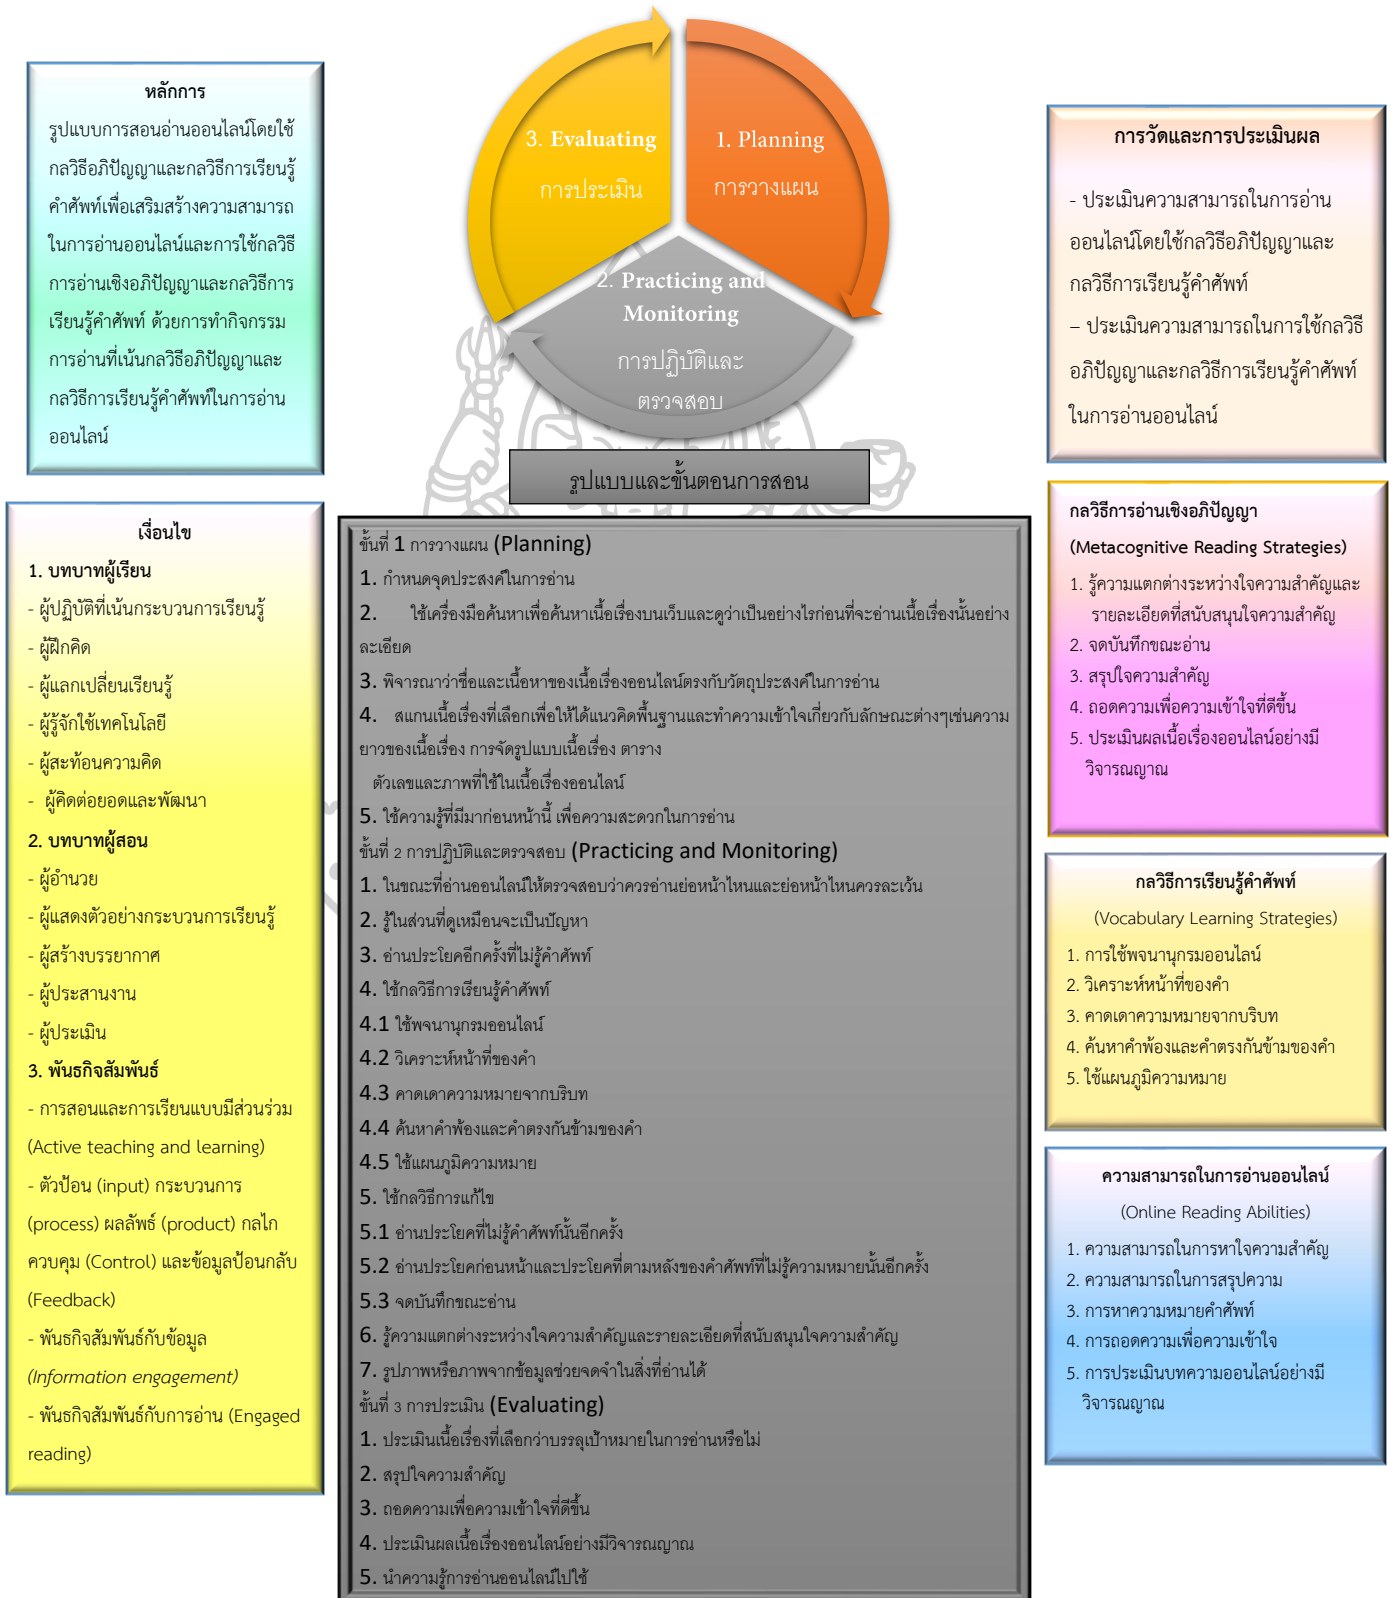 หลักการ
รูปแบบการสอนอ่านออนไลน์โดยใช้
กลวิธีอภิปัญญาและกลวิธีการเรียนรู้
คำศัพท์เพื่อเสริมสร้างความสามารถ
ในการอ่านออนไลน์และการใช้กลวิธี
การอ่านเชิงอภิปัญญาและกลวิธีการ
เรียนรู้คำศัพท์ ด้วยการทำกิจกรรม
การอ่านที่เน้นกลวิธีอภิปัญญาและ
กลวิธีการเรียนรู้คำศัพท์ในการอ่าน
ออนไลน์
3. Evaluating
การประเมิน
1. Planning
การวางแผน
2. Practicing and
Monitoring
การปฏิบัติและ
ตรวจสอบ
การวัดและการประเมินผล
- ประเมินความสามารถในการอ่าน
ออนไลน์โดยใช้กลวิธีอภิปัญญาและ
กลวิธีการเรียนรู้คำศัพท์
– ประเมินความสามารถในการใช้กลวิธี
อภิปัญญาและกลวิธีการเรียนรู้คำศัพท์
ในการอ่านออนไลน์
รูปแบบและขั้นตอนการสอน
เงื่อนไข
1. บทบาทผู้เรียน
- ผู้ปฏิบัติที่เน้นกระบวนการเรียนรู้
- ผู้ฝึกคิด
- ผู้แลกเปลี่ยนเรียนรู้
- ผู้รู้จักใช้เทคโนโลยี
- ผู้สะท้อนความคิด
- ผู้คิดต่อยอดและพัฒนา
2. บทบาทผู้สอน
- ผู้อำนวย
- ผู้แสดงตัวอย่างกระบวนการเรียนรู้
- ผู้สร้างบรรยากาศ
- ผู้ประสานงาน
- ผู้ประเมิน
3. พันธกิจสัมพันธ์
- การสอนและการเรียนแบบมีส่วนร่วม
(Active teaching and learning)
- ตัวป้อน (input) กระบวนการ
(process) ผลลัพธ์ (product) กลไก
ควบคุม (Control) และข้อมูลป้อนกลับ
(Feedback)
- พันธกิจสัมพันธ์กับข้อมูล
(Information engagement)
- พันธกิจสัมพันธ์กับการอ่าน (Engaged
reading)
ขั้นที่ 1 การวางแผน (Planning)
1. กำหนดจุดประสงค์ในการอ่าน
2. ใช้เครื่องมือค้นหาเพื่อค้นหาเนื้อเรื่องบนเว็บและดูว่าเป็นอย่างไรก่อนที่จะอ่านเนื้อเรื่องนั้นอย่าง
ละเอียด
3. พิจารณาว่าชื่อและเนื้อหาของเนื้อเรื่องออนไลน์ตรงกับวัตถุประสงค์ในการอ่าน
4. สแกนเนื้อเรื่องที่เลือกเพื่อให้ได้แนวคิดพื้นฐานและทำความเข้าใจเกี่ยวกับลักษณะต่างๆเช่นความ
ยาวของเนื้อเรื่อง การจัดรูปแบบเนื้อเรื่อง ตาราง
ตัวเลขและภาพที่ใช้ในเนื้อเรื่องออนไลน์
5. ใช้ความรู้ที่มีมาก่อนหน้านี้ เพื่อความสะดวกในการอ่าน
ขั้นที่ 2 การปฏิบัติและตรวจสอบ (Practicing and Monitoring)
1. ในขณะที่อ่านออนไลน์ให้ตรวจสอบว่าควรอ่านย่อหน้าไหนและย่อหน้าไหนควรละเว้น
2. รู้ในส่วนที่ดูเหมือนจะเป็นปัญหา
3. อ่านประโยคอีกครั้งที่ไม่รู้คำศัพท์
4. ใช้กลวิธีการเรียนรู้คำศัพท์
4.1 ใช้พจนานุกรมออนไลน์
4.2 วิเคราะห์หน้าที่ของคำ
4.3 คาดเดาความหมายจากบริบท
4.4 ค้นหาคำพ้องและคำตรงกันข้ามของคำ
4.5 ใช้แผนภูมิความหมาย
5. ใช้กลวิธีการแก้ไข
5.1 อ่านประโยคที่ไม่รู้คำศัพท์นั้นอีกครั้ง
5.2 อ่านประโยคก่อนหน้าและประโยคที่ตามหลังของคำศัพท์ที่ไม่รู้ความหมายนั้นอีกครั้ง
5.3 จดบันทึกขณะอ่าน
6. รู้ความแตกต่างระหว่างใจความสำคัญและรายละเอียดที่สนับสนุนใจความสำคัญ
7. รูปภาพหรือภาพจากข้อมูลช่วยจดจำในสิ่งที่อ่านได้
ขั้นที่ 3 การประเมิน (Evaluating)
1. ประเมินเนื้อเรื่องที่เลือกว่าบรรลุเป้าหมายในการอ่านหรือไม่
2. สรุปใจความสำคัญ
3. ถอดความเพื่อความเข้าใจที่ดีขึ้น
4. ประเมินผลเนื้อเรื่องออนไลน์อย่างมีวิจารณญาณ
5. นำความรู้การอ่านออนไลน์ไปใช้
กลวิธีการอ่านเชิงอภิปัญญา
(Metacognitive Reading Strategies)
1. รู้ความแตกต่างระหว่างใจความสำคัญและ
รายละเอียดที่สนับสนุนใจความสำคัญ
2. จดบันทึกขณะอ่าน
3. สรุปใจความสำคัญ
4. ถอดความเพื่อความเข้าใจที่ดีขึ้น
5. ประเมินผลเนื้อเรื่องออนไลน์อย่างมี
วิจารณญาณ
กลวิธีการเรียนรู้คำศัพท์
(Vocabulary Learning Strategies)
1. การใช้พจนานุกรมออนไลน์
2. วิเคราะห์หน้าที่ของคำ
3. คาดเดาความหมายจากบริบท
4. ค้นหาคำพ้องและคำตรงกันข้ามของคำ
5. ใช้แผนภูมิความหมาย
ความสามารถในการอ่านออนไลน์
(Online Reading Abilities)
1. ความสามารถในการหาใจความสำคัญ
2. ความสามารถในการสรุปความ
3. การหาความหมายคำศัพท์
4. การถอดความเพื่อความเข้าใจ
5. การประเมินบทความออนไลน์อย่างมี
วิจารณญาณ